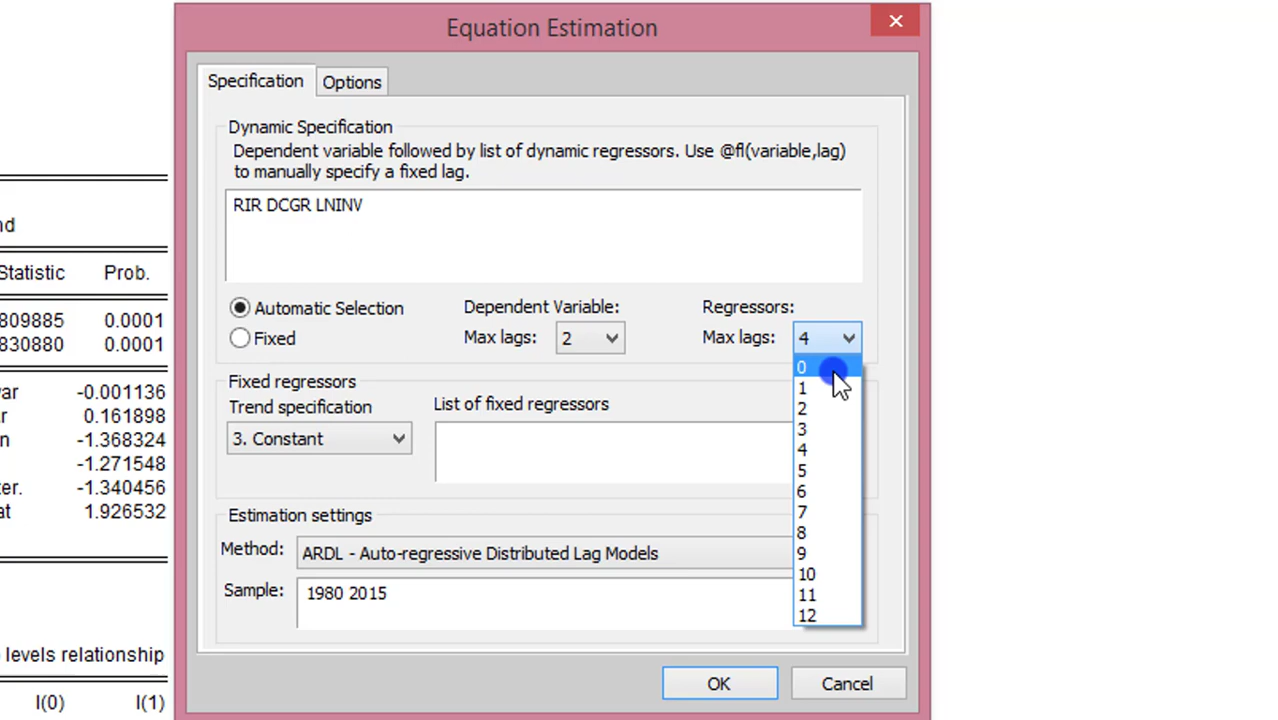 Equation Estimation
Specification
Options
Dynamic Specification
Dependent variable followed by list of dynamic regressors. Use @fl(variable,lag)
to manually specify a fixed lag.
RIR DCGR LNINV
Automatic Selection
Fixed
Dependent Variable:
Max lags: 2
Regressors:
Max lags: 4
0
1
2
3
4
5
6
7
8
9
10
11
12
Fixed regressors
Trend specification
3. Constant
List of fixed regressors
Estimation settings
Method: ARDL - Auto-regressive Distributed Lag Models
Sample: 1980 2015
OK
Cancel
Statistic Prob.
809885 0.0001
830880 0.0001
-0.001136
0.161898
-1.368324
-1.271548
-1.340456
1.926532
levels relationship
I(0) I(1)